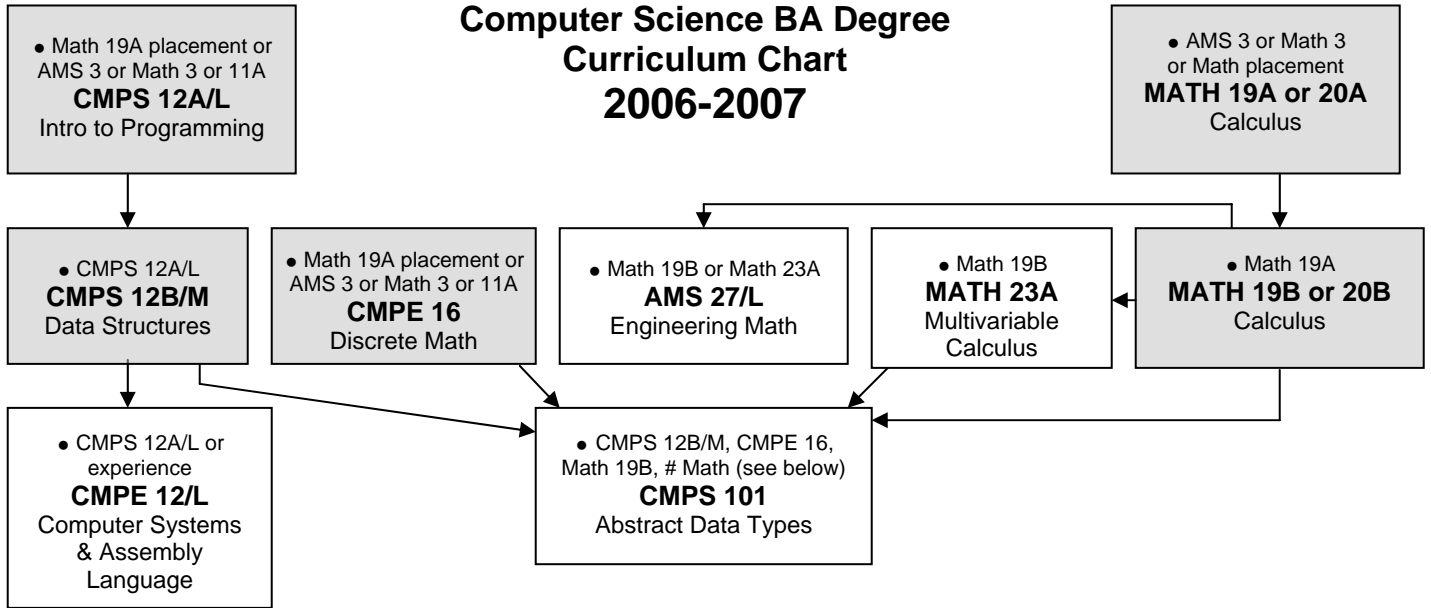 Computer Science BA Degree
Curriculum Chart
2006-2007
● Math 19A placement or
AMS 3 or Math 3 or 11A
CMPS 12A/L
Intro to Programming
● AMS 3 or Math 3
or Math placement
MATH 19A or 20A
Calculus
● CMPS 12A/L
CMPS 12B/M
Data Structures
● Math 19A placement or
AMS 3 or Math 3 or 11A
CMPE 16
Discrete Math
● Math 19B or Math 23A
AMS 27/L
Engineering Math
● Math 19B
MATH 23A
Multivariable
Calculus
● Math 19A
MATH 19B or 20B
Calculus
● CMPS 12A/L or
experience
CMPE 12/L
Computer Systems
& Assembly
Language
● CMPS 12B/M, CMPE 16,
Math 19B, # Math (see below)
CMPS 101
Abstract Data Types